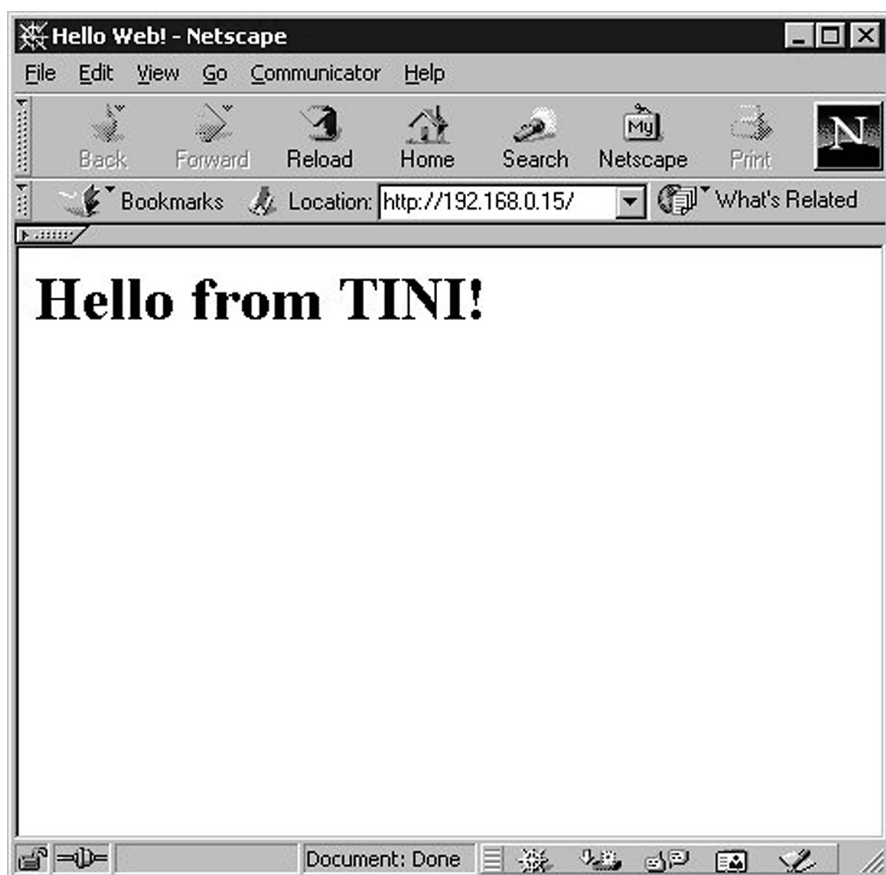 Hello Web! - Netscape
File Edit View Go Communicator Help
My N
Back Forward Reload Home Search Netscape Print
Bookmarks Location: http://192.168.0.15/ What's Related
Hello from TINI!
Document: Done